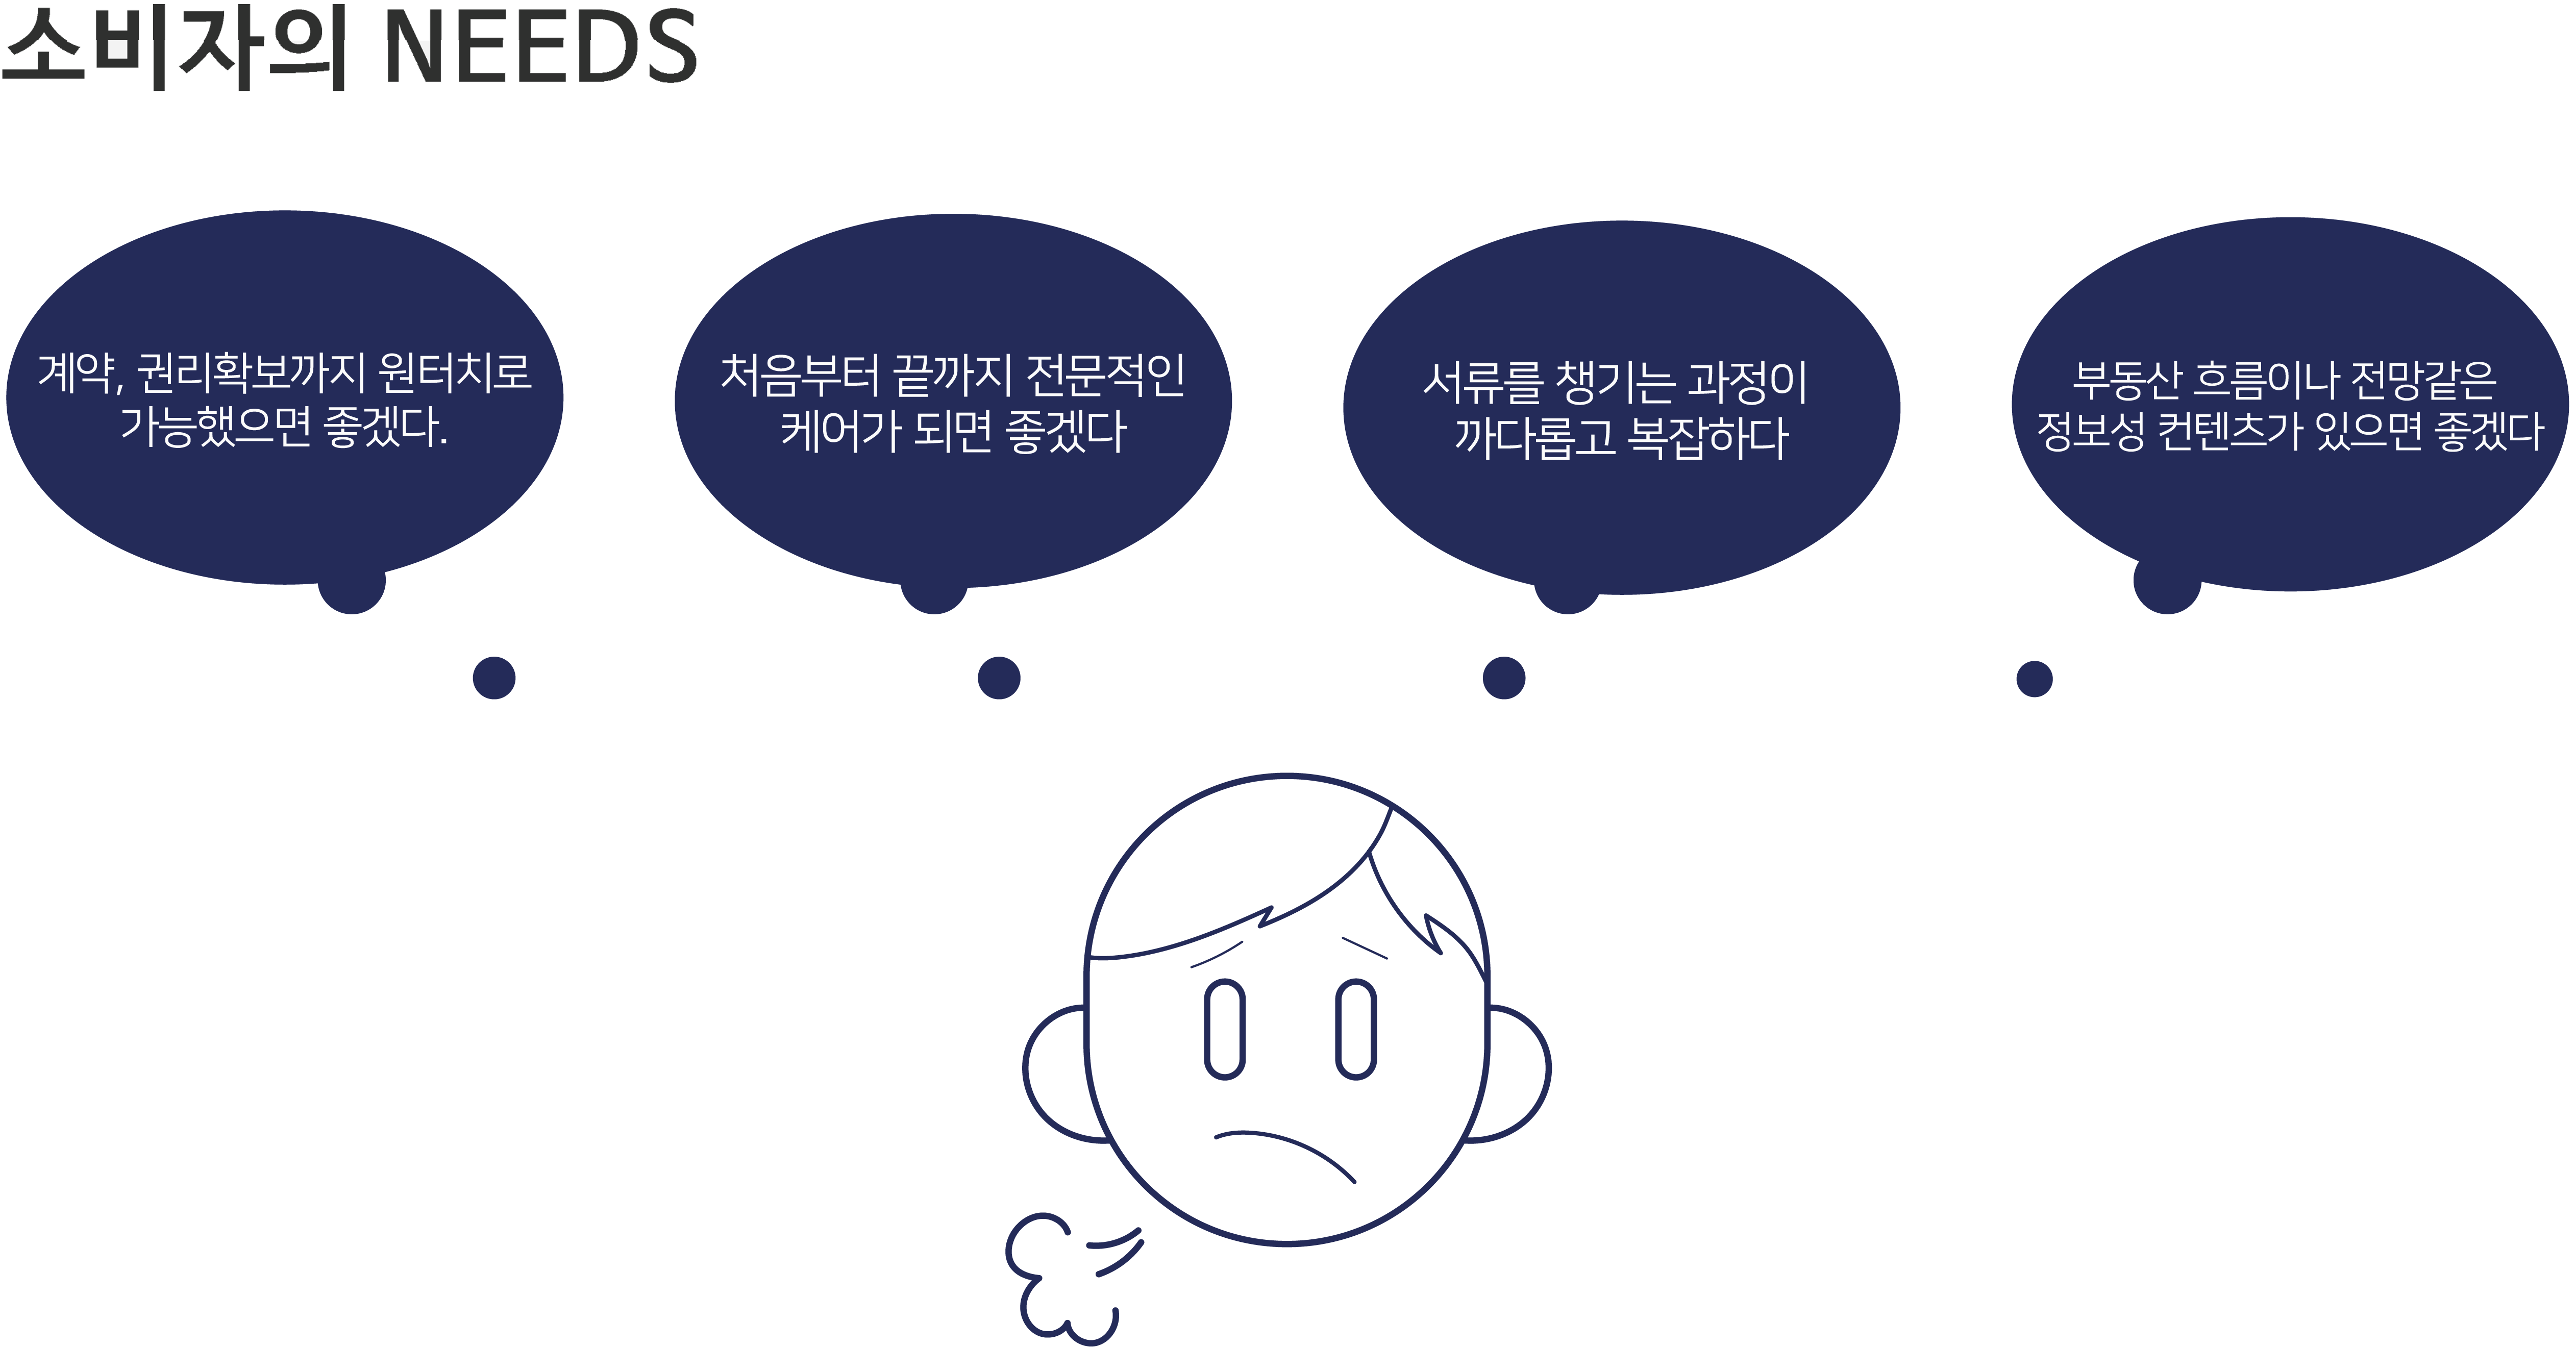 소비자의 NEEDS
계약, 권리확보까지 원터치로
가능했으면 좋겠다.
처음부터 끝까지 전문적인
케어가 되면 좋겠다
서류를 챙기는 과정이
까다롭고 복잡하다
부동산 흐름이나 전망같은
정보성 컨텐츠가 있으면 좋겠다